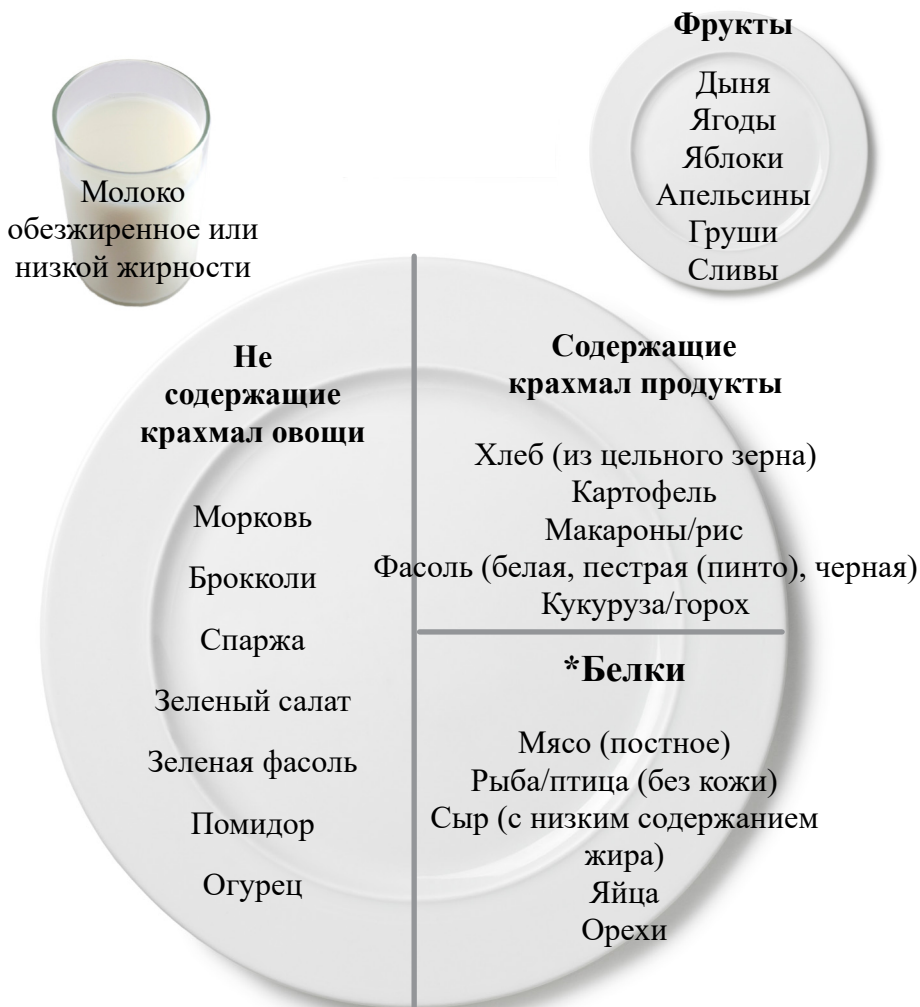 Фрукты
Дыня
Ягоды
Яблоки
Апельсины
Груши
Сливы
Молоко
обезжиренное или
низкой жирности
Не
содержащие
крахмал овощи
Морковь
Брокколи
Спаржа
Зеленый салат
Зеленая фасоль
Помидор
Огурец
Содержащие
крахмал продукты
Хлеб (из цельного зерна)
Картофель
Макароны/рис
Фасоль (белая, пестрая (пинто), черная)
Кукуруза/горох
*Белки
Мясо (постное)
Рыба/птица (без кожи)
Сыр (с низким содержанием
жира)
Яйца
Орехи